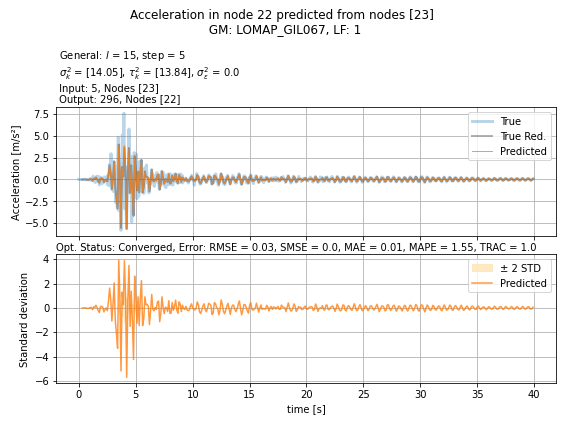 Acceleration in node 22 predicted from nodes [23]
GM: LOMAP_GIL067, LF: 1
General: l = 15, step = 5
σ²ₖ = [14.05], τ²ₖ = [13.84], σ²ε = 0.0
Input: 5, Nodes [23]
Output: 296, Nodes [22]
7.5
5.0
2.5
0.0
−2.5
−5.0
Acceleration [m/s²]
True
True Red.
Predicted
Opt. Status: Converged, Error: RMSE = 0.03, SMSE = 0.0, MAE = 0.01, MAPE = 1.55, TRAC = 1.0
4
2
0
−2
−4
−6
Standard deviation
± 2 STD
Predicted
0 5 10 15 20 25 30 35 40
time [s]